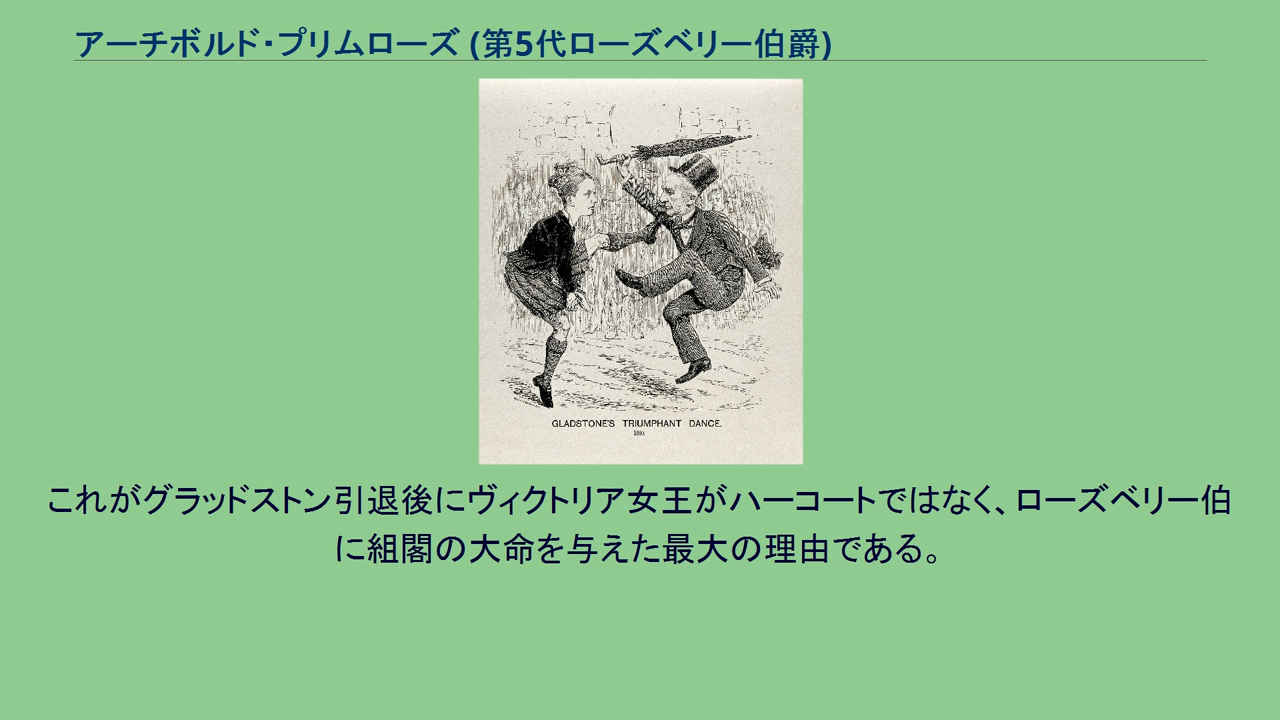 アーチボルド・プリムローズ (第5代ローズベリー伯爵)
GLADSTONE'S TRIUMPHANT DANCE.
1880.
これがグラッドストン引退後にヴィクトリア女王がハーコートではなく、ローズベリー伯
に組閣の大命を与えた最大の理由である。